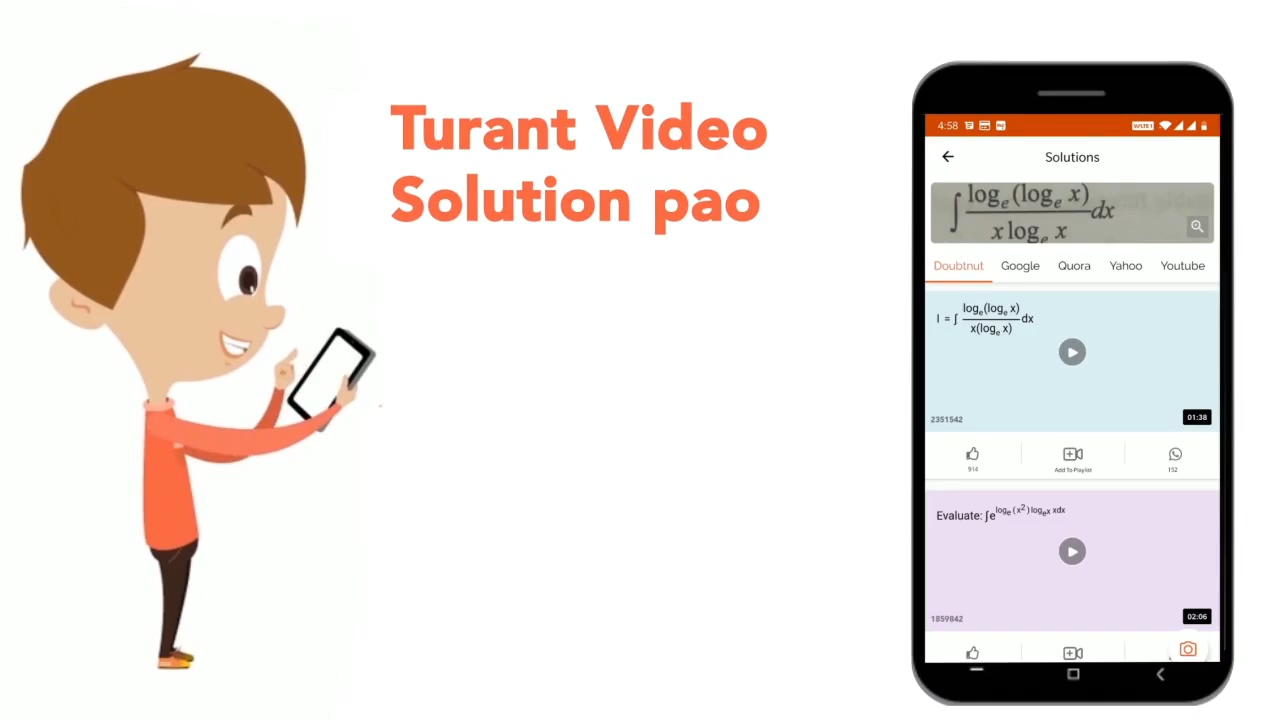 Turant Video
Solution pao
4:58
VoLTE1
Solutions
∫ logₑ(logₑ x) / x logₑ x dx
Doubtnut Google Quora Yahoo Youtube
I = ∫ logₑ(logₑ x) / x(logₑ x) dx
2351542
01:38
914
Add To Playlist
152
Evaluate: ∫e^logₑ(x²)logₑx xdx
1859842
02:06